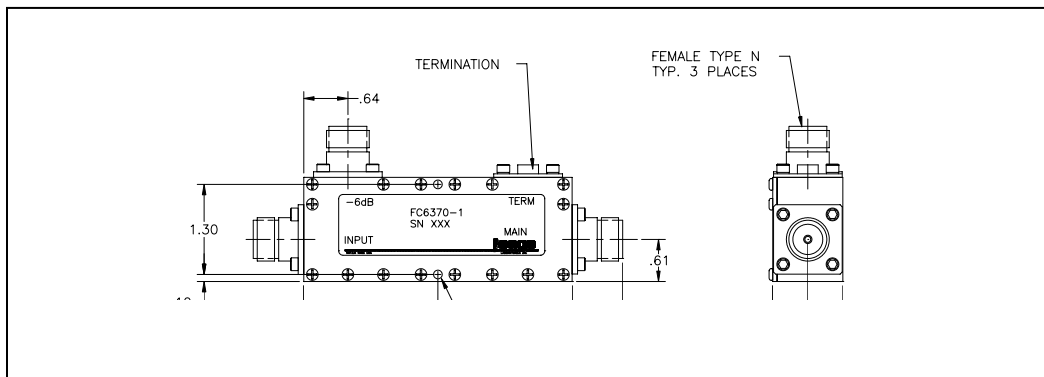 TERMINATION
FEMALE TYPE N
TYP. 3 PLACES
.64
-6dB
TERM
FC6370-1
SN XXX
1.30
INPUT
MAIN
.61